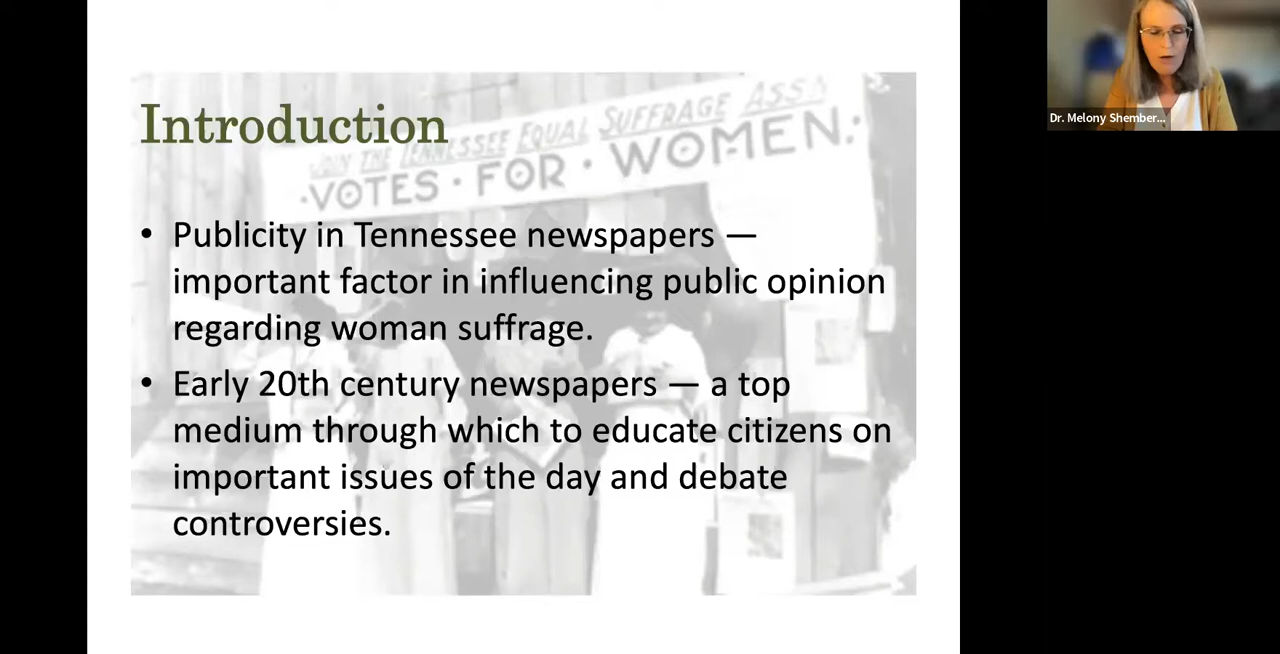 Introduction
JOIN THE TENNESSEE EQUAL SUFFRAGE ASS'N
·VOTES·FOR·WOMEN·
• Publicity in Tennessee newspapers —
important factor in influencing public opinion
regarding woman suffrage.
• Early 20th century newspapers — a top
medium through which to educate citizens on
important issues of the day and debate
controversies.
Dr. Melony Shember...